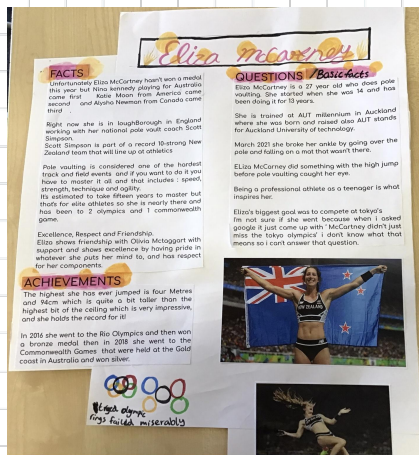 Eliza McCartney
FACTS
Unfortunately Eliza McCartney hasn't won a medal
this year but Nina kennedy playing for Australia
came first Katie Moon from America came
second and Alysha Newman from Canada came
third
Right now she is in loughBorough in England
working with her national pole vault coach Scott
Simpson.
Scott Simpson is part of a record 10-strong New
Zealand team that will line up at athletics
Pole vaulting is considered one of the hardest
track and field events and if you want to do it you
have to master it all and that includes : speed,
strength, technique and agility.
It's estimated to take fifteen years to master but
that's for elite athletes so she is nearly there and
has been to 2 olympics and 1 commonwealth
game.
Excellence, Respect and Friendship.
Eliza shows friendship with Olivia Mctaggart with
support and shows excellence by having pride in
whatever she puts her mind to, and has respect
for her components.
ACHIEVEMENTS
The highest she has ever jumped is four Metres
and 94cm which is quite a bit taller than the
highest bit of the ceiling which is very impressive,
and she holds the record for it!
In 2016 she went to the Rio Olympics and then won
a bronze medal then in 2018 she went to the
Commonwealth Games that were held at the Gold
coast in Australia and won silver.
I tried olympic
rings failed miserably
QUESTIONS /Basic facts
Eliza McCartney is a 27 year old who does pole
vaulting. She started when she was 14 and has
been doing it for 13 years.
She is trained at AUT millennium in Auckland
where she was born and raised also AUT stands
for Auckland University of technology.
March 2021 she broke her ankle by going over the
pole and falling on a mat that wasn't there.
ELiza McCarney did something with the high jump
before pole vaulting caught her eye.
Being a professional athlete as a teenager is what
inspires her.
Eliza's biggest goal was to compete at tokyo's
I'm not sure if she went because when i asked
google it just come up with ' McCartney didn't just
miss the tokyo olympics' i don't know what that
means so i can't answer that question.
NEW ZEALAND